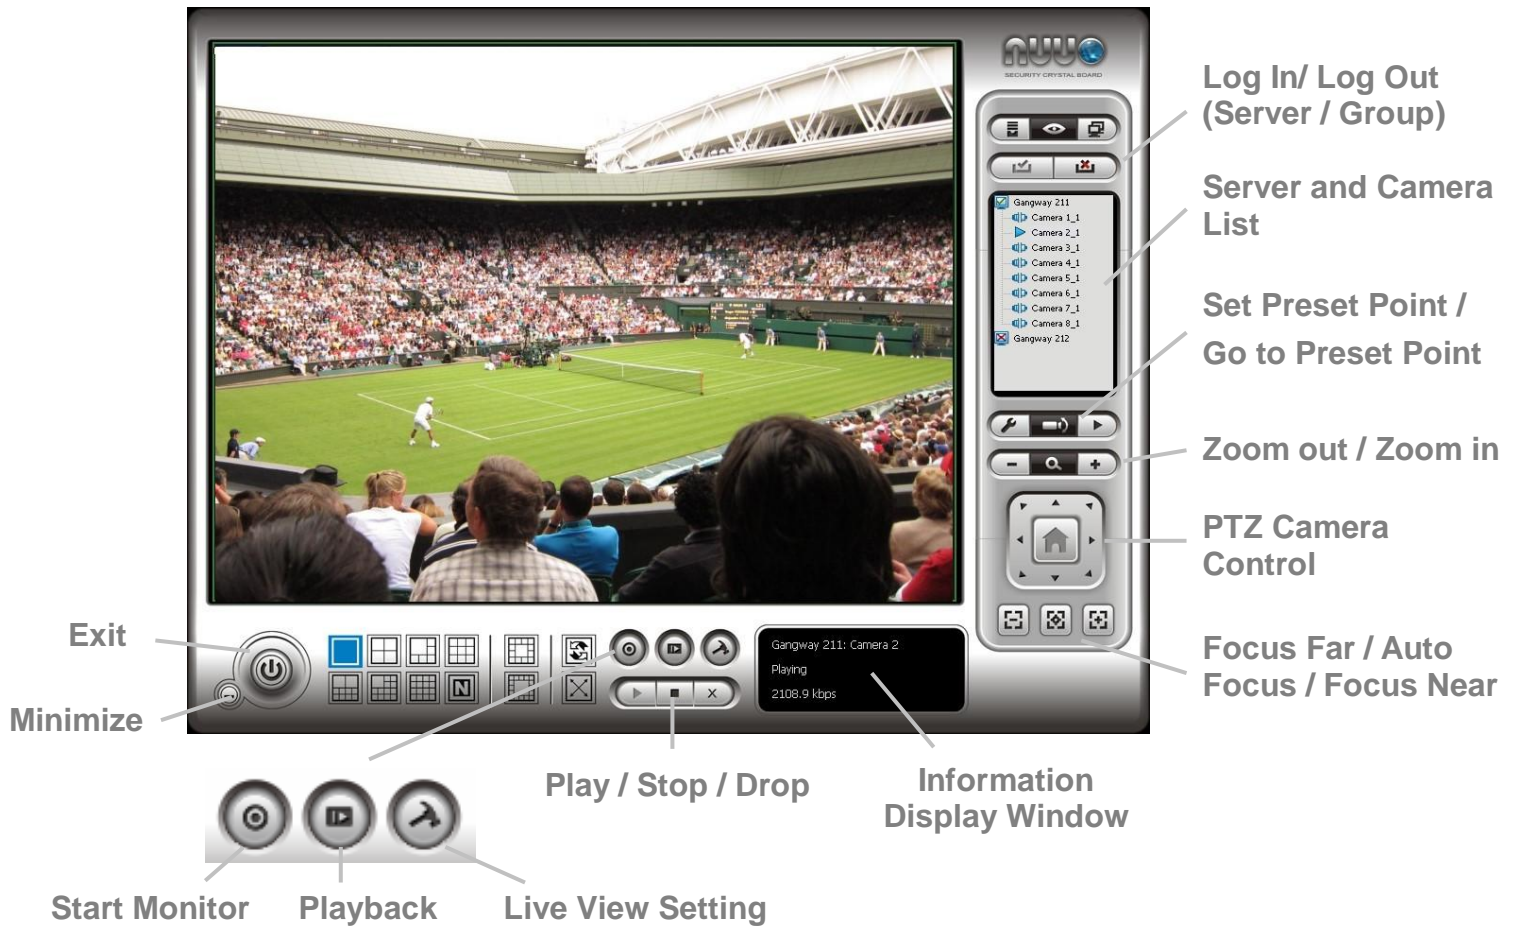 nuuo
SECURITY CRYSTAL BOARD
Log In/ Log Out
(Server / Group)
Gangway 211
Camera 1_1
Camera 2_1
Camera 3_1
Camera 4_1
Camera 5_1
Camera 6_1
Camera 7_1
Camera 8_1
Gangway 212
Server and Camera
List
Set Preset Point /
Go to Preset Point
Zoom out / Zoom in
PTZ Camera
Control
Focus Far / Auto
Focus / Focus Near
Exit
Minimize
N
Gangway 211: Camera 2
Playing
2108.9 kbps
Play / Stop / Drop
Information
Display Window
Start Monitor
Playback
Live View Setting